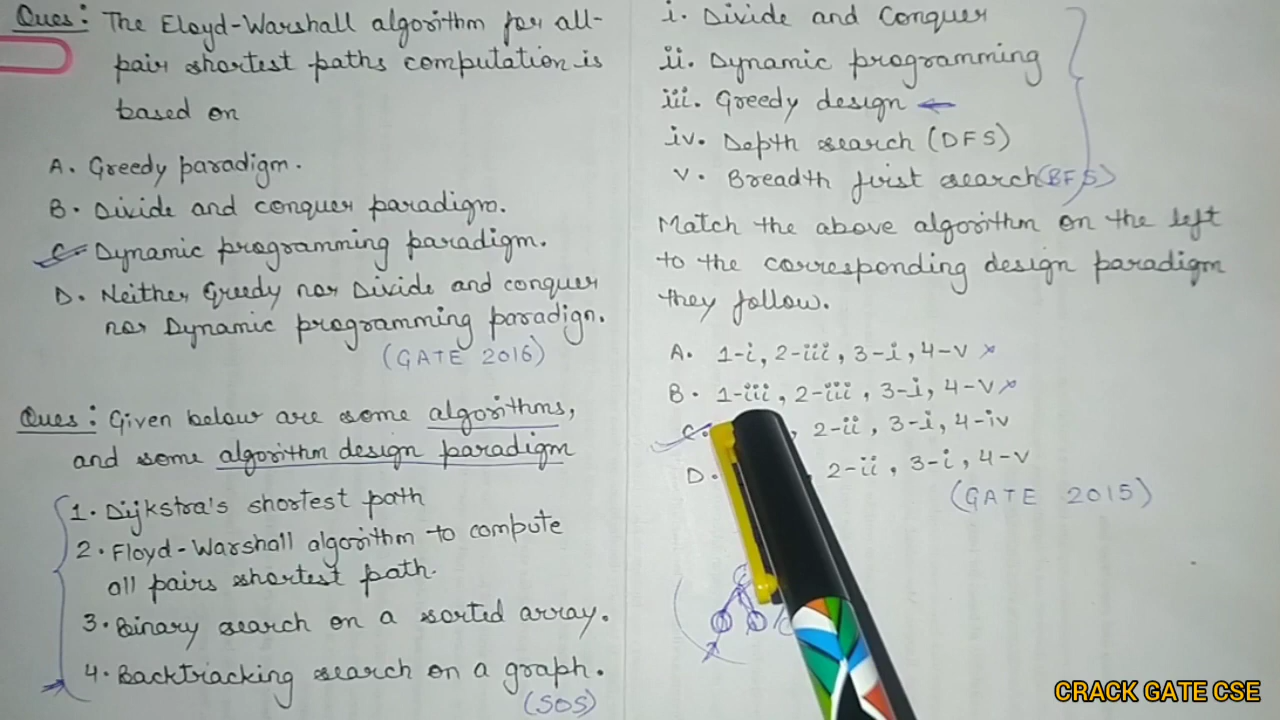 Ques: The Floyd-Warshall algorithm for all-
pair shortest paths computation is
based on
A. Greedy paradigm.
B. Divide and conquer paradigm.
C. Dynamic programming paradigm.
D. Neither Greedy nor Divide and conquer
nor Dynamic programming paradign.
(GATE 2016)
Ques: Given below are some algorithms,
and some algorithm design paradigm
1. Dijkstra's shortest path
2. Floyd-Warshall algorithm to compute
all pairs shortest path.
3. Binary search on a sorted array.
4. Backtracking search on a graph.
(SOS)
i. Divide and Conquer
ii. Dynamic programming
iii. Greedy design ←
iv. Depth search (DFS)
v. Breadth first search (BFS)
Match the above algorithm on the left
to the corresponding design paradigm
they follow.
A. 1-i, 2-iii, 3-i, 4-v ×
B. 1-iii, 2-iii, 3-i, 4-v ×
C. , 2-ii, 3-i, 4-iv
D. , 2-ii, 3-i, 4-v
(GATE 2015)
CRACK GATE CSE